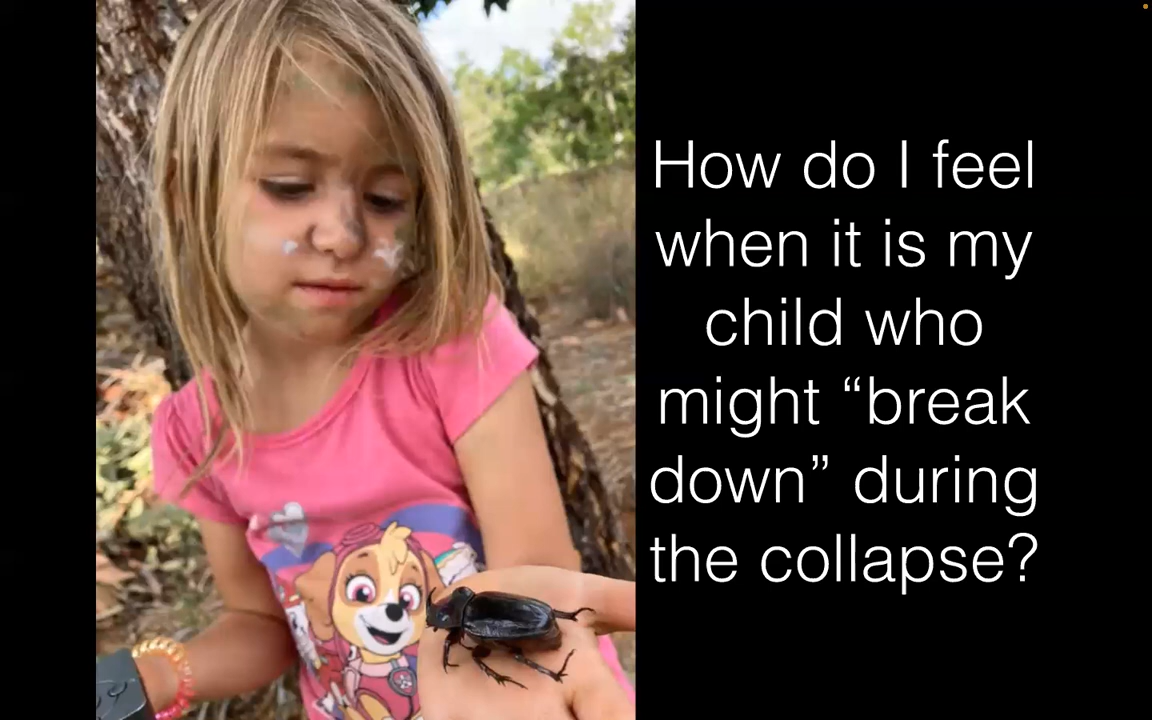 How do I feel
when it is my
child who
might “break
down” during
the collapse?